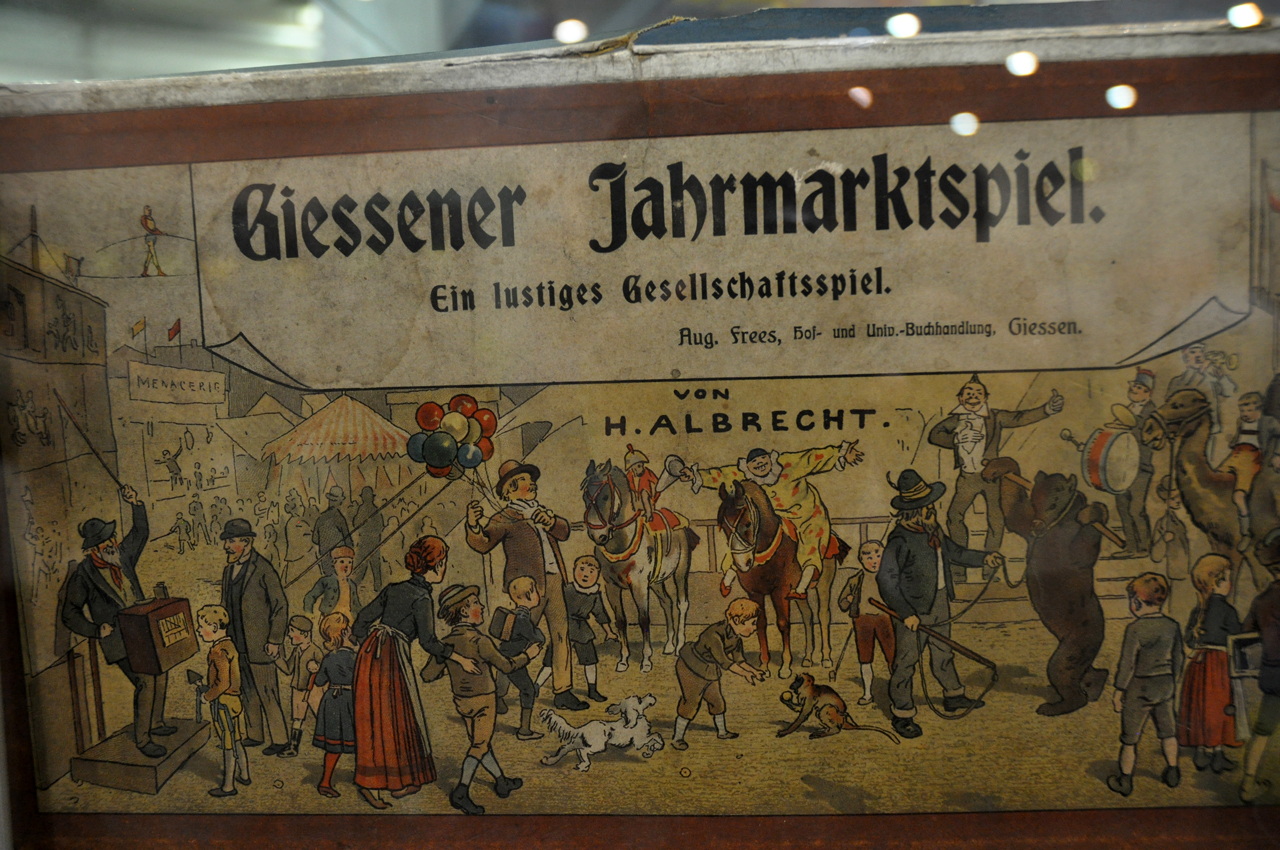 Giessener Jahrmarktspiel.
Ein lustiges Gesellschaftsspiel.
Aug. Frees, Hof- und Univ.-Buchhandlung, Giessen.
VON
H. ALBRECHT.
MENAGERIE